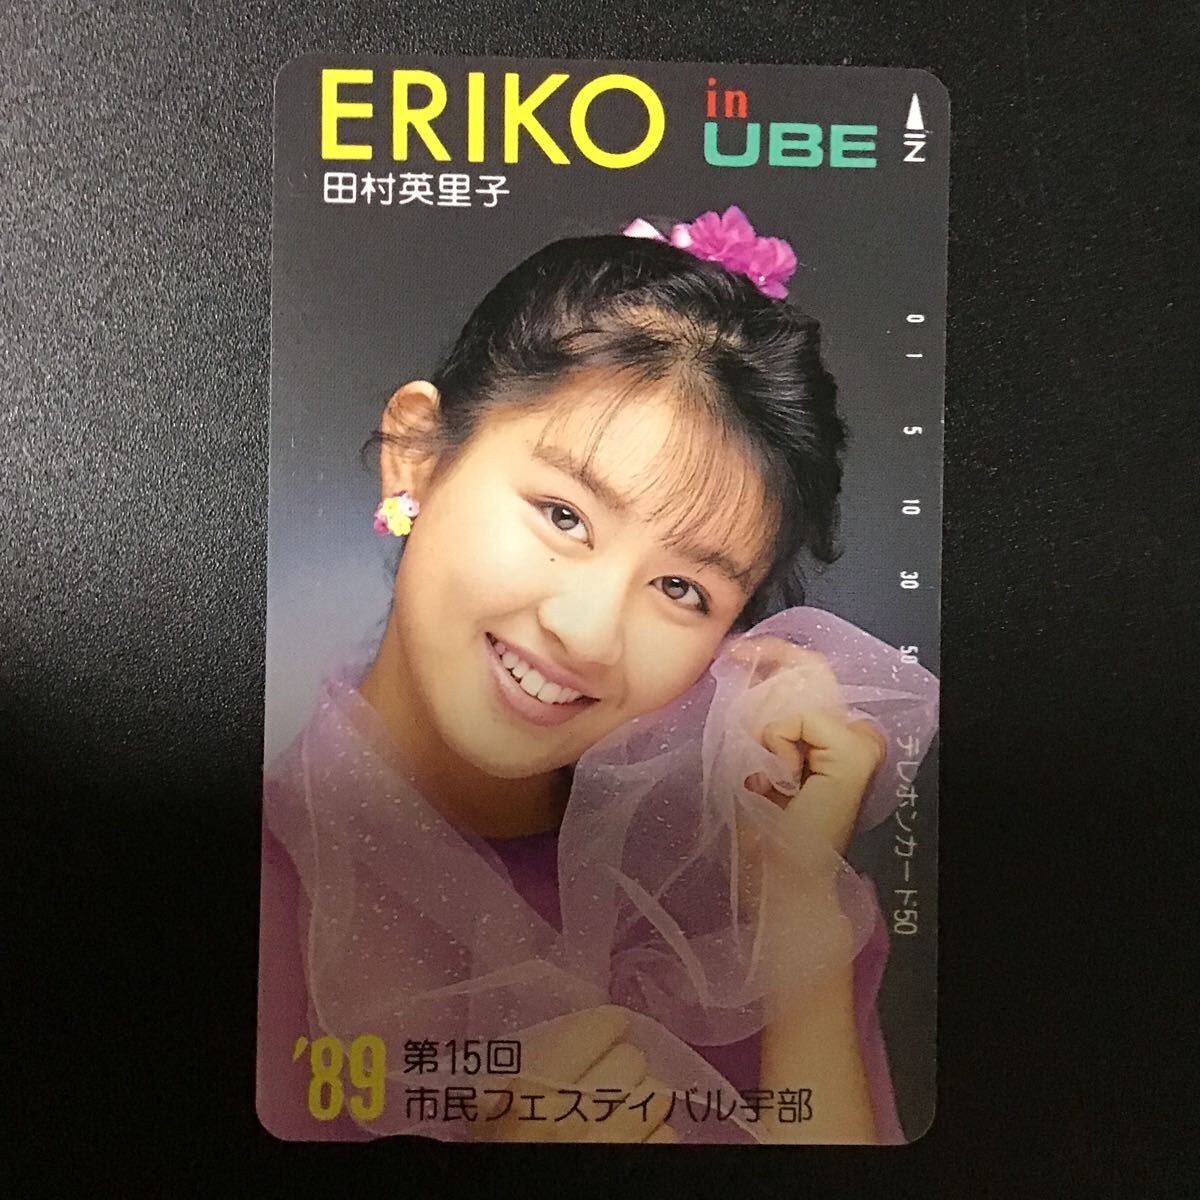 ERIKO in UBE
田村英里子
IN
0
1
5
10
30
50
テレホンカード50
'89 第15回
市民フェスティバル宇部